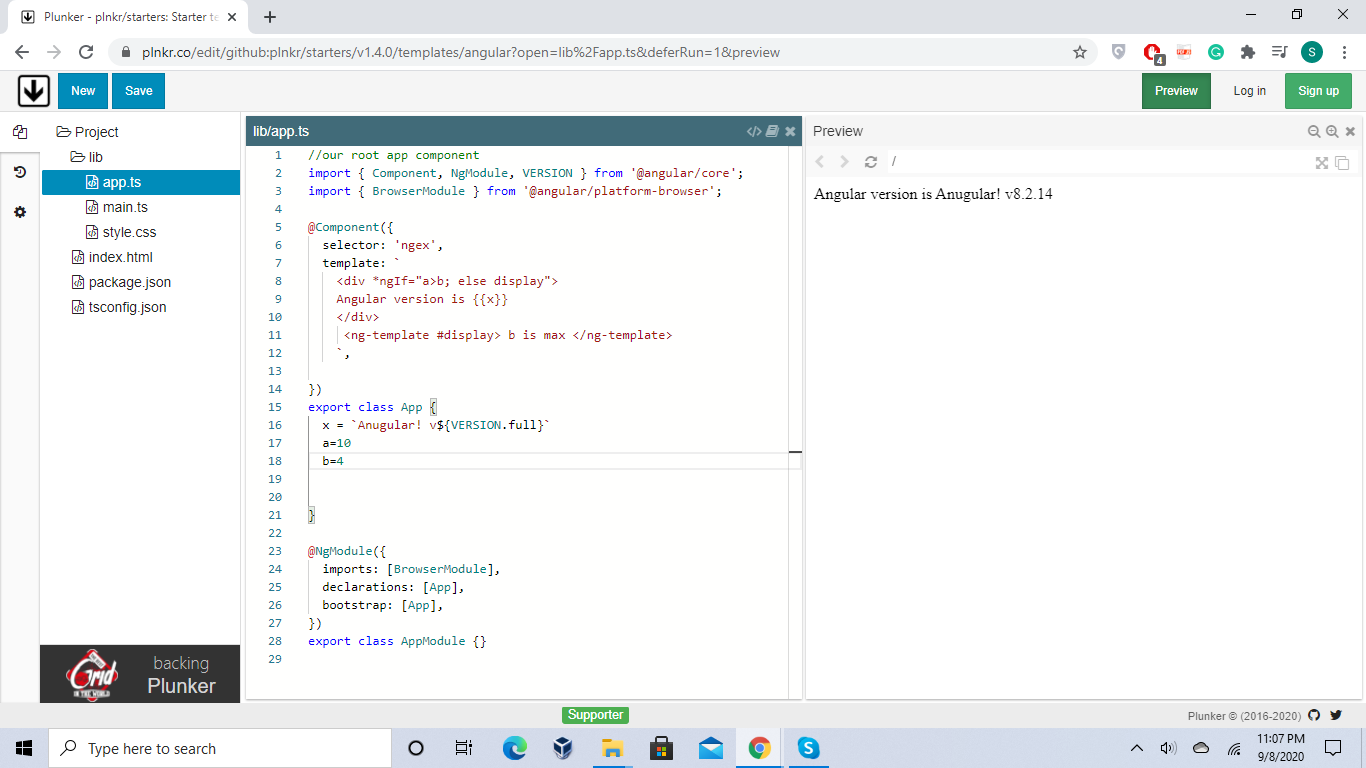 Plunker - plnkr/starters: Starter te
plnkr.co/edit/github:plnkr/starters/v1.4.0/templates/angular?open=lib%2Fapp.ts&deferRun=1&preview
4
S
New
Save
Preview
Log in
Sign up
Project
lib
app.ts
main.ts
style.css
index.html
package.json
tsconfig.json
Grid
IN THE WORLD
backing
Plunker
lib/app.ts
1 //our root app component
2 import { Component, NgModule, VERSION } from '@angular/core';
3 import { BrowserModule } from '@angular/platform-browser';
4
5 @Component({
6 selector: 'ngex',
7 template: `
8 <div *ngIf="a>b; else display">
9 Angular version is {{x}}
10 </div>
11 <ng-template #display> b is max </ng-template>
12 `,
13
14 })
15 export class App {
16 x = `Anugular! v${VERSION.full}`
17 a=10
18 b=4
19
20
21 }
22
23 @NgModule({
24 imports: [BrowserModule],
25 declarations: [App],
26 bootstrap: [App],
27 })
28 export class AppModule {}
29
Preview
/
Angular version is Anugular! v8.2.14
Supporter
Plunker © (2016-2020)
Type here to search
11:07 PM
9/8/2020